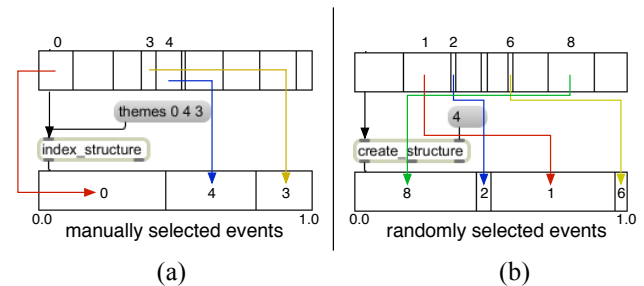 0 3 4
themes 0 4 3
index_structure
0 4 3
0.0 1.0
manually selected events
(a)
1 2 6 8
4
create_structure
8 2 1 6
0.0 1.0
randomly selected events
(b)